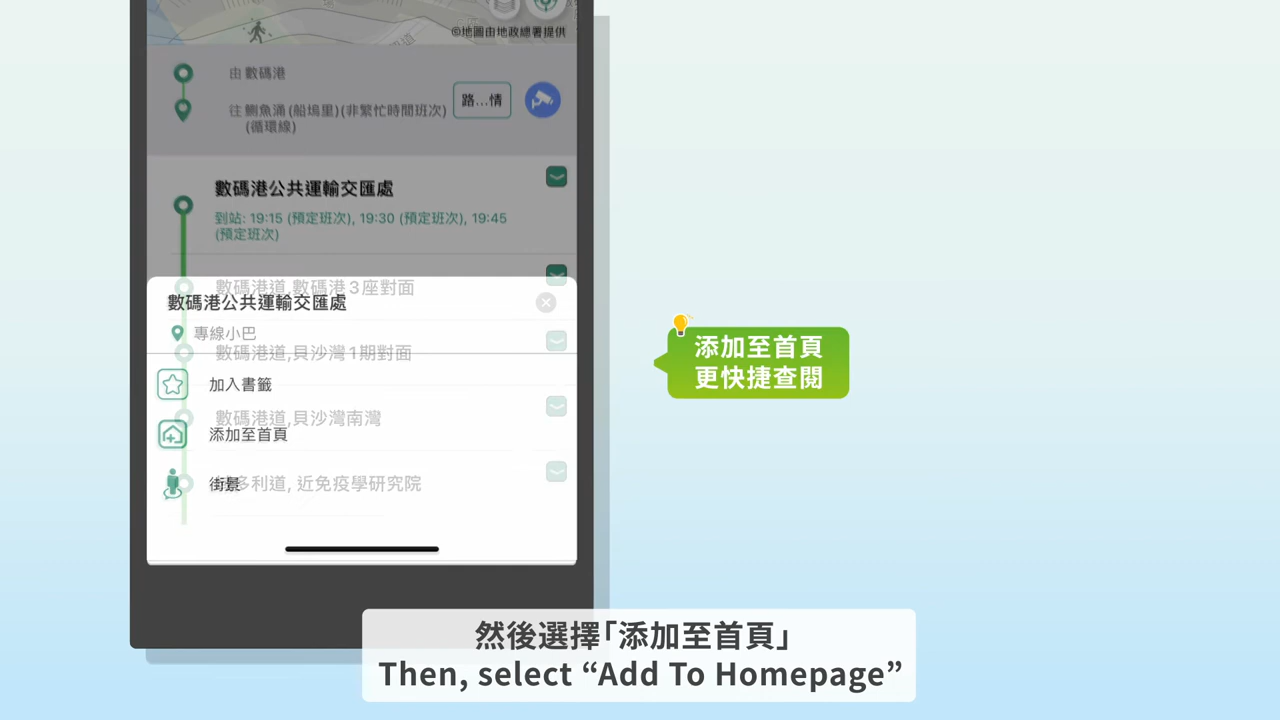 ©地圖由地政總署提供
由 數碼港
往 鰂魚涌 (船塢里) (非繁忙時間班次)
(循環線)
路...情
數碼港公共運輸交匯處
到站: 19:15 (預定班次), 19:30 (預定班次), 19:45
(預定班次)
數碼港道,數碼港3座對面
數碼港公共運輸交匯處
專線小巴
數碼港道,貝沙灣1期對面
加入書籤
數碼港道,貝沙灣南灣
添加至首頁
街景
多利道, 近免疫學研究院
添加至首頁
更快捷查閱
然後選擇「添加至首頁」
Then, select “Add To Homepage”